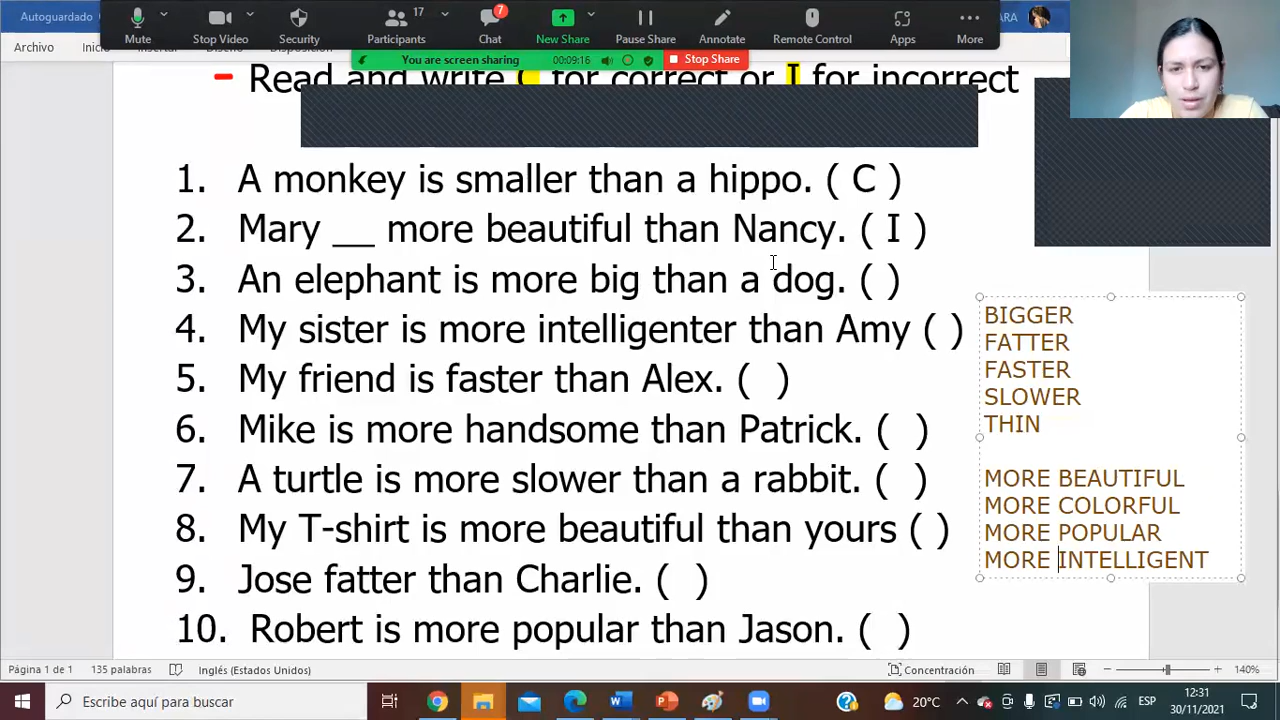 Autoguardado
17
7
ARA
Mute
Stop Video
Security
Participants
Chat
New Share
Pause Share
Annotate
Remote Control
Apps
More
Archivo
You are screen sharing
00:09:16
Stop Share
- Read and write C for correct or I for incorrect
1. A monkey is smaller than a hippo. ( C )
2. Mary __ more beautiful than Nancy. ( I )
3. An elephant is more big than a dog. ( )
4. My sister is more intelligenter than Amy ( )
5. My friend is faster than Alex. ( )
6. Mike is more handsome than Patrick. ( )
7. A turtle is more slower than a rabbit. ( )
8. My T-shirt is more beautiful than yours ( )
9. Jose fatter than Charlie. ( )
10. Robert is more popular than Jason. ( )
BIGGER
FATTER
FASTER
SLOWER
THIN
MORE BEAUTIFUL
MORE COLORFUL
MORE POPULAR
MORE INTELLIGENT
Página 1 de 1
135 palabras
Inglés (Estados Unidos)
Concentración
140%
Escribe aquí para buscar
20°C
ESP
12:31
30/11/2021